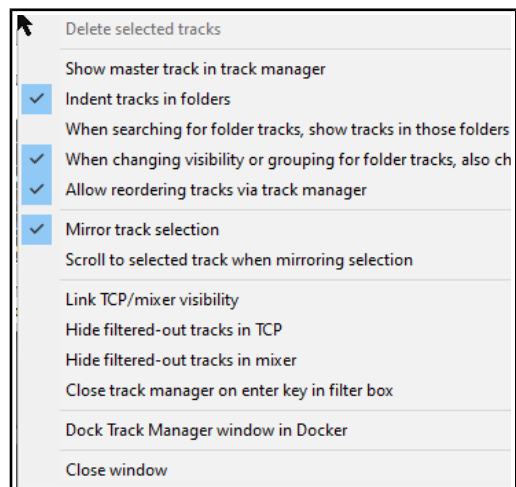 Delete selected tracks
Show master track in track manager
Indent tracks in folders
When searching for folder tracks, show tracks in those folders
When changing visibility or grouping for folder tracks, also ch
Allow reordering tracks via track manager
Mirror track selection
Scroll to selected track when mirroring selection
Link TCP/mixer visibility
Hide filtered-out tracks in TCP
Hide filtered-out tracks in mixer
Close track manager on enter key in filter box
Dock Track Manager window in Docker
Close window